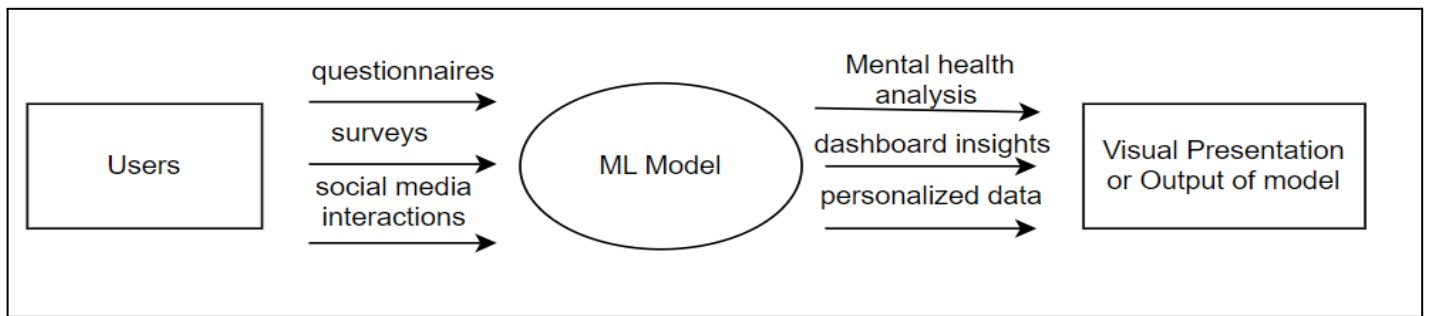 Users
questionnaires
surveys
social media
interactions
ML Model
Mental health
analysis
dashboard insights
personalized data
Visual Presentation
or Output of model